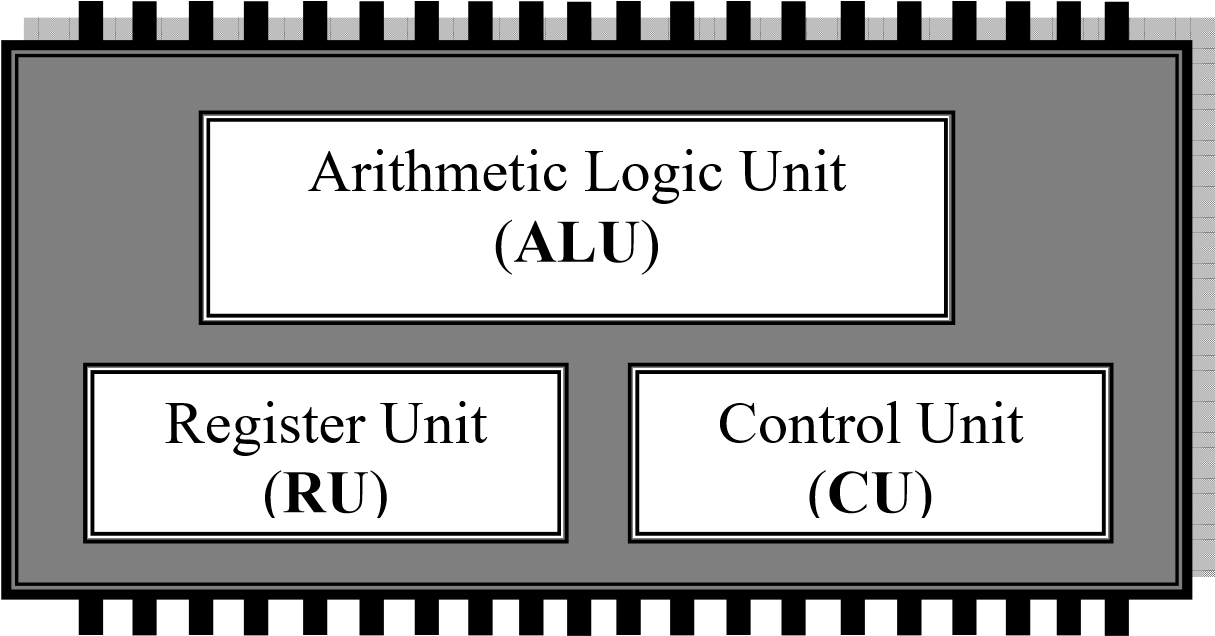 Arithmetic Logic Unit
(ALU)
Register Unit
(RU)
Control Unit
(CU)